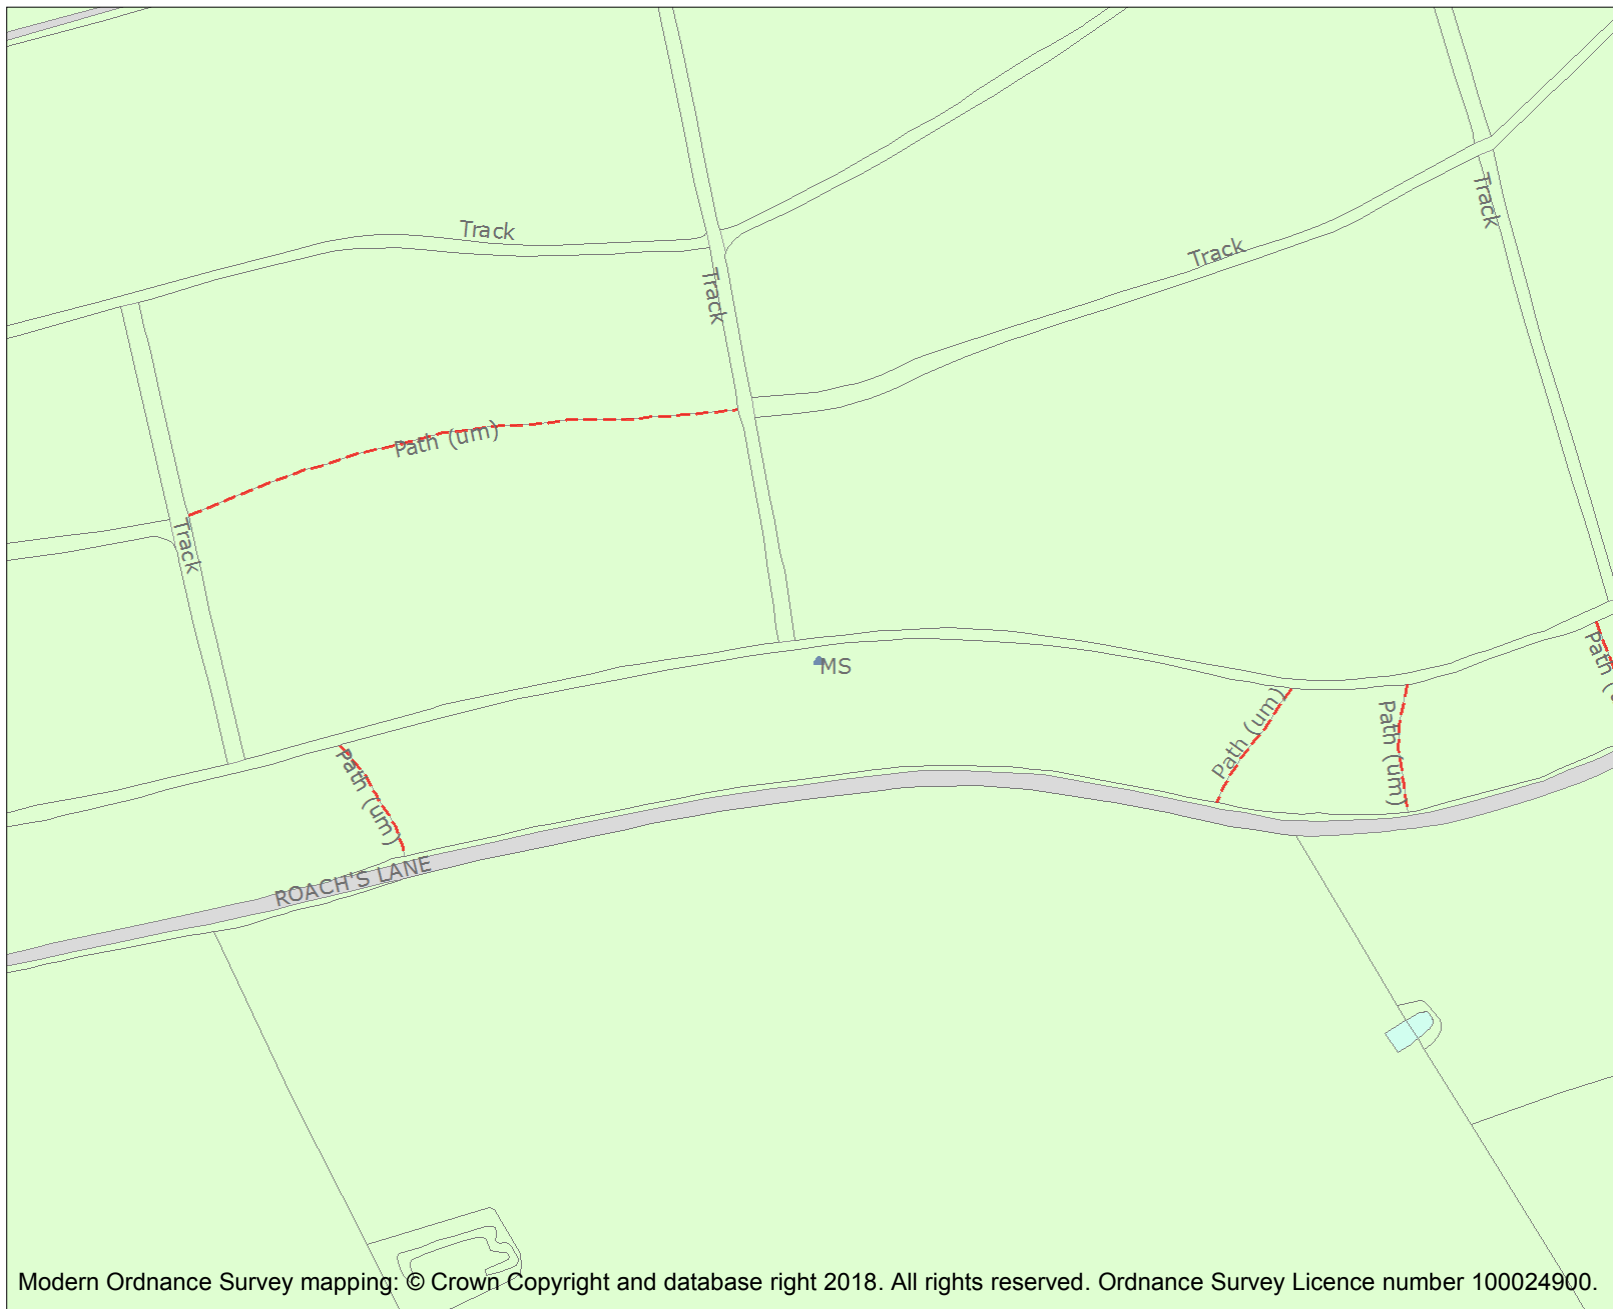 Track
Track
Track
Track
Path (um)
Track
MS
Path (um)
Path (um)
Path (um)
Path (
ROACH'S LANE
Modern Ordnance Survey mapping: © Crown Copyright and database right 2018. All rights reserved. Ordnance Survey Licence number 100024900.